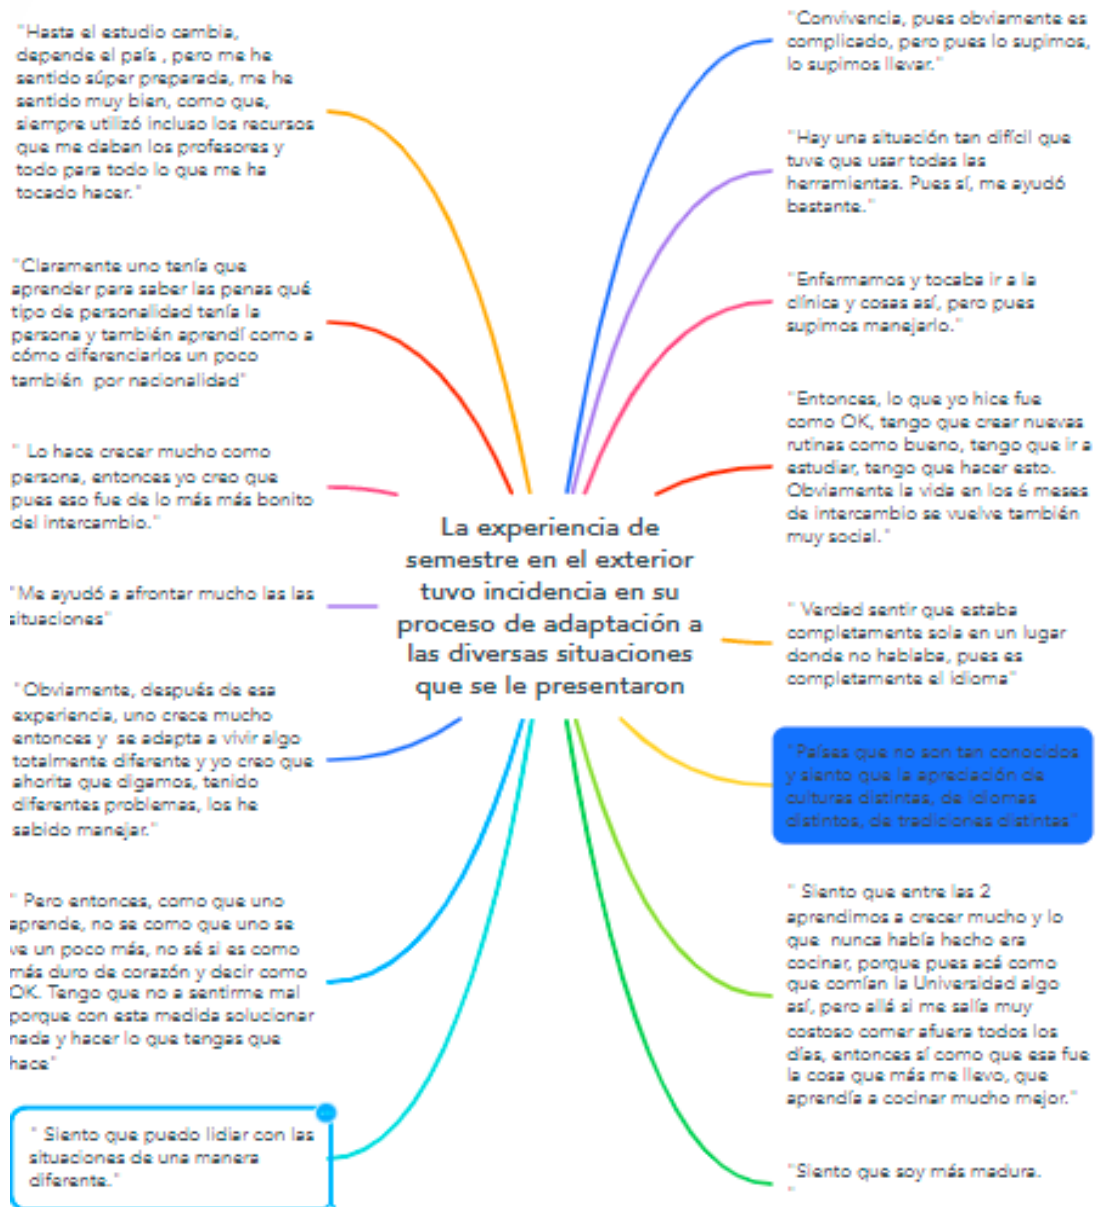 "Hasta el estudio cambia,
depende el país , pero me he
sentido súper preparada, me he
sentido muy bien, como que,
siempre utilizó incluso los recursos
que me daban los profesores y
todo para todo lo que me ha
tocado hacer."
"Claramente uno tenía que
aprender para saber las penas qué
tipo de personalidad tenía la
persona y también aprendí como a
cómo diferenciarlos un poco
también  por nacionalidad"
" Lo hace crecer mucho como
persona, entonces yo creo que
pues eso fue de lo más más bonito
del intercambio."
"Me ayudó a afrontar mucho las las
situaciones"
"Obviamente, después de esa
experiencia, uno crece mucho
entonces y  se adapta a vivir algo
totalmente diferente y yo creo que
ahorita que digamos, tenido
diferentes problemas, los he
sabido manejar."
" Pero entonces, como que uno
aprende, no se como que uno se
ve un poco más, no sé si es como
más duro de corazón y decir como
OK. Tengo que no a sentirme mal
porque con esta medida solucionar
nada y hacer lo que tengas que
hace"
" Siento que puedo lidiar con las
situaciones de una manera
diferente."
La experiencia de
semestre en el exterior
tuvo incidencia en su
proceso de adaptación a
las diversas situaciones
que se le presentaron
"Convivencia, pues obviamente es
complicado, pero pues lo supimos,
lo supimos llevar."
"Hay una situación tan difícil que
tuve que usar todas las
herramientas. Pues sí, me ayudó
bastante."
"Enfermamos y tocaba ir a la
clínica y cosas así, pero pues
supimos manejarlo."
"Entonces, lo que yo hice fue
como OK, tengo que crear nuevas
rutinas como bueno, tengo que ir a
estudiar, tengo que hacer esto.
Obviamente la vida en los 6 meses
de intercambio se vuelve también
muy social."
" Verdad sentir que estaba
completamente sola en un lugar
donde no hablaba, pues es
completamente el idioma"
"Países que no son tan conocidos
y siento que la apreciación de
culturas distintas, de idiomas
distintos, de tradiciones distintas"
" Siento que entre las 2
aprendimos a crecer mucho y lo
que  nunca había hecho era
cocinar, porque pues acá como
que comían la Universidad algo
así, pero allá si me salía muy
costoso comer afuera todos los
días, entonces sí como que esa fue
la cosa que más me llevo, que
aprendía a cocinar mucho mejor."
"Siento que soy más madura.
"